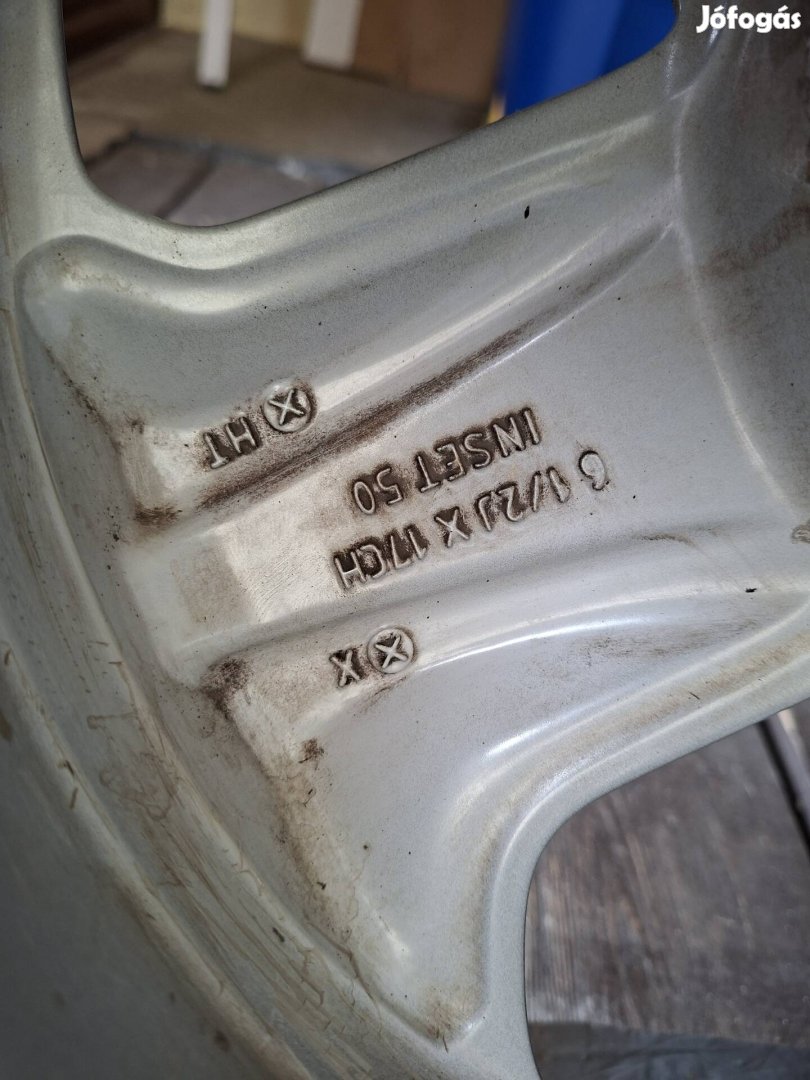 Jófogás
6 1/2J X 17CH
INSET 50
HT
X